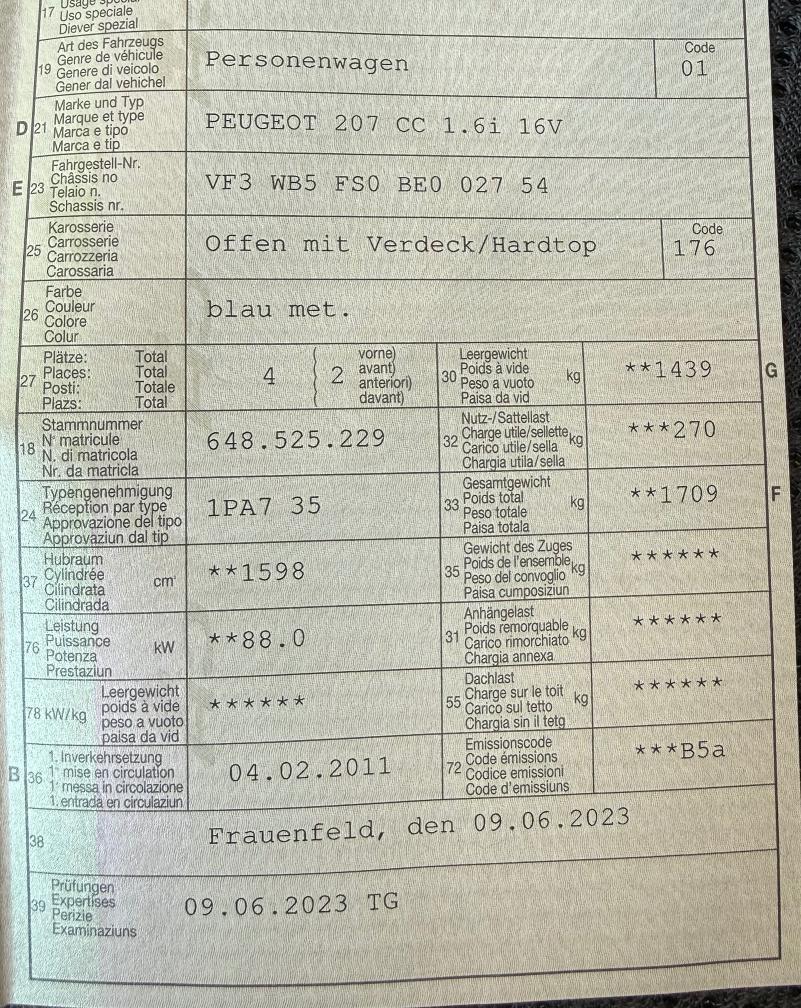 17 Usage spécial
Uso speciale
Diever spezial
19 Art des Fahrzeugs
Genre de véhicule
Genere di veicolo
Gener dal vehichel
Personenwagen
Code
01
D 21 Marke und Typ
Marque et type
Marca e tipo
Marca e tip
PEUGEOT 207 CC 1.6i 16V
E 23 Fahrgestell-Nr.
Châssis no
Telaio n.
Schassis nr.
VF3 WB5 FS0 BE0 027 54
25 Karosserie
Carrosserie
Carrozzeria
Carossaria
Offen mit Verdeck/Hardtop
Code
176
26 Farbe
Couleur
Colore
Colur
blau met.
27 Plätze: Total
Places: Total
Posti: Totale
Plazs: Total
4 ( 2 vorne)
avant)
anteriori)
davant)
30 Leergewicht
Poids à vide
Peso a vuoto
Paisa da vid
kg
**1439
G
18 Stammnummer
N° matricule
N. di matricola
Nr. da matricla
648.525.229
32 Nutz-/Sattellast
Charge utile/sellette
Carico utile/sella
Chargia utila/sella
kg
***270
24 Typengenehmigung
Réception par type
Approvazione del tipo
Approvaziun dal tip
1PA7 35
33 Gesamtgewicht
Poids total
Peso totale
Paisa totala
kg
**1709
F
37 Hubraum
Cylindrée
Cilindrata
Cilindrada
cm³
**1598
35 Gewicht des Zuges
Poids de l'ensemble
Peso del convoglio
Paisa cumposiziun
kg
******
76 Leistung
Puissance
Potenza
Prestaziun
kW
**88.0
31 Anhängelast
Poids remorquable
Carico rimorchiato
Chargia annexa
kg
******
78 kW/kg Leergewicht
poids à vide
peso a vuoto
paisa da vid
******
55 Dachlast
Charge sur le toit
Carico sul tetto
Chargia sin il tetg
kg
******
B 36 1. Inverkehrsetzung
1° mise en circulation
1° messa in circolazione
1. entrada en circulaziun
04.02.2011
72 Emissionscode
Code émissions
Codice emissioni
Code d'emissiuns
***B5a
38 Frauenfeld, den 09.06.2023
39 Prüfungen
Expertises
Perizie
Examinaziuns
09.06.2023 TG